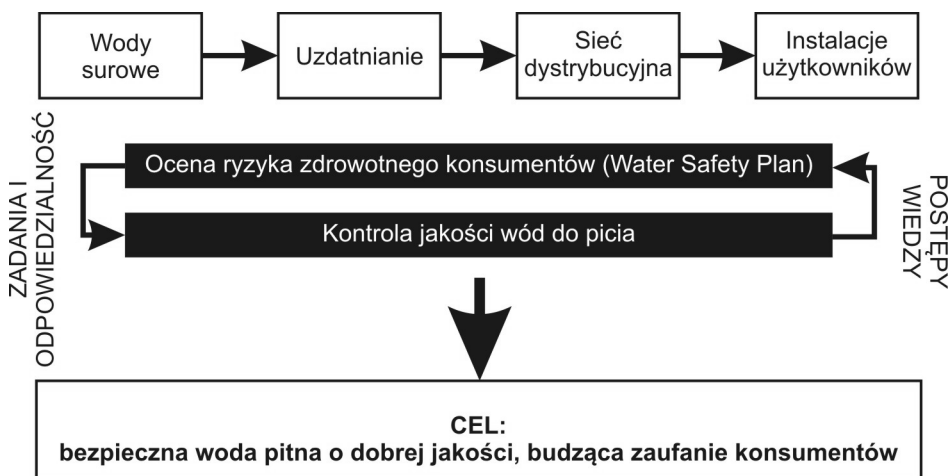 Wody
surowe
Uzdatnianie
Sieć
dystrybucyjna
Instalacje
użytkowników
ZADANIA I
ODPOWIEDZIALNOŚĆ
Ocena ryzyka zdrowotnego konsumentów (Water Safety Plan)
Kontrola jakości wód do picia
POSTĘPY
WIEDZY
CEL:
bezpieczna woda pitna o dobrej jakości, budząca zaufanie konsumentów